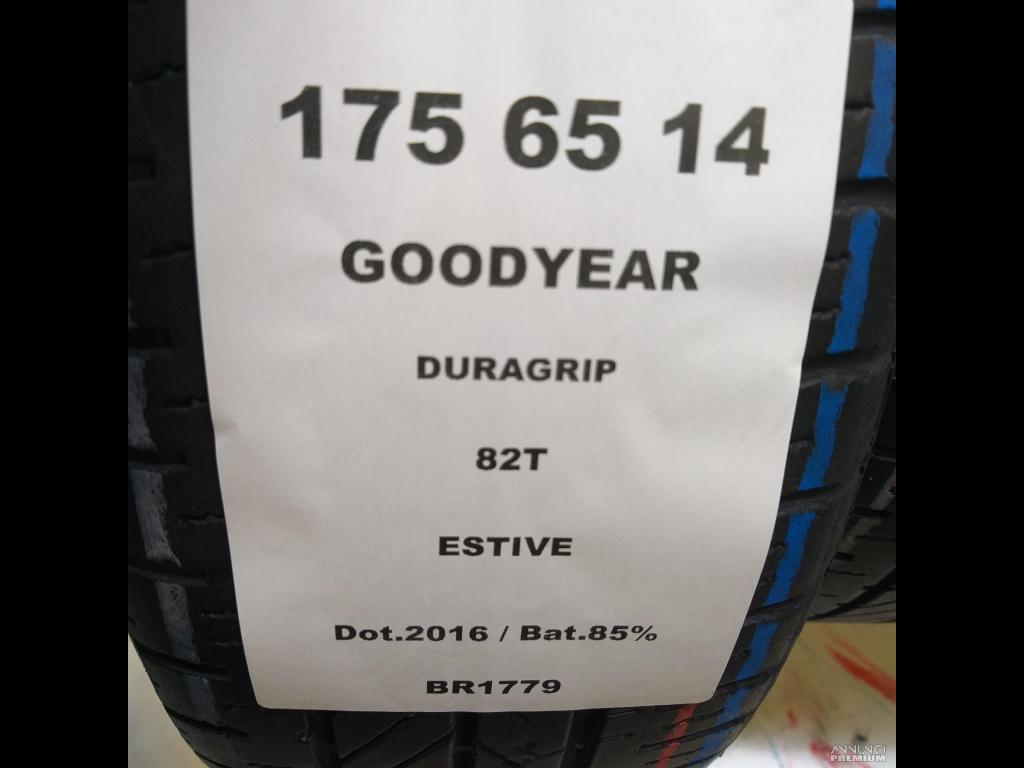 175 65 14
GOODYEAR
DURAGRIP
82T
ESTIVE
Dot.2016 / Bat.85%
BR1779
ANNUNCI
PREMIUM